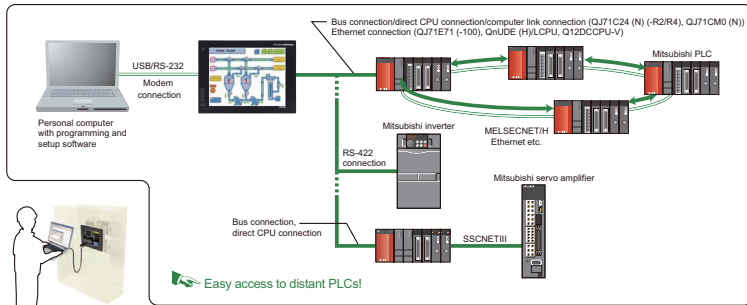 Bus connection/direct CPU connection/computer link connection (QJ71C24 (N) (-R2/R4), QJ71CM0 (N))
Ethernet connection (QJ71E71 (-100), QnUDE (H)/LCPU, Q12DCCPU-V)
USB/RS-232
Modem
connection
Mitsubishi PLC
Personal computer
with programming and
setup software
MELSECNET/H
Ethernet etc.
Mitsubishi inverter
RS-422
connection
Mitsubishi servo amplifier
Bus connection,
direct CPU connection
SSCNETIII
Easy access to distant PLCs!